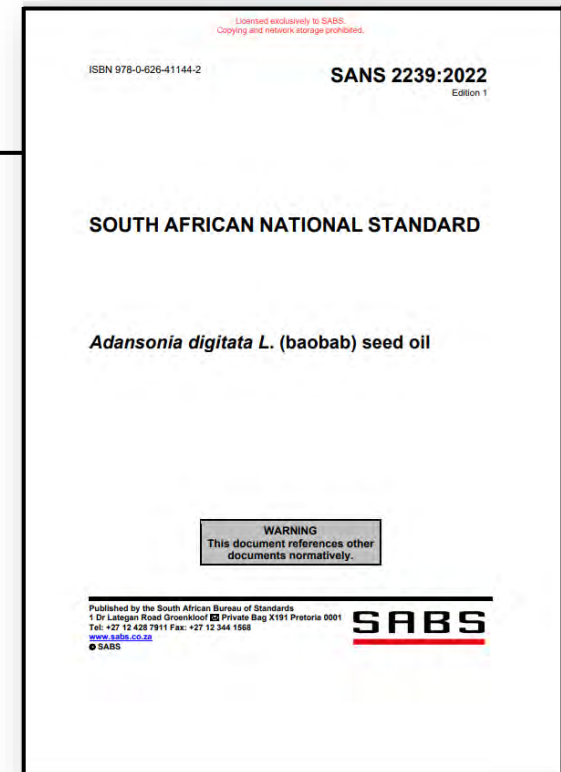 Licensed exclusively to SABS.
Copying and network storage prohibited.
ISBN 978-0-626-41144-2
SANS 2239:2022
Edition 1
SOUTH AFRICAN NATIONAL STANDARD
Adansonia digitata L. (baobab) seed oil
WARNING
This document references other
documents normatively.
Published by the South African Bureau of Standards
1 Dr Lategan Road Groenkloof Private Bag X191 Pretoria 0001
Tel: +27 12 428 7911 Fax: +27 12 344 1568
www.sabs.co.za
SABS
SABS